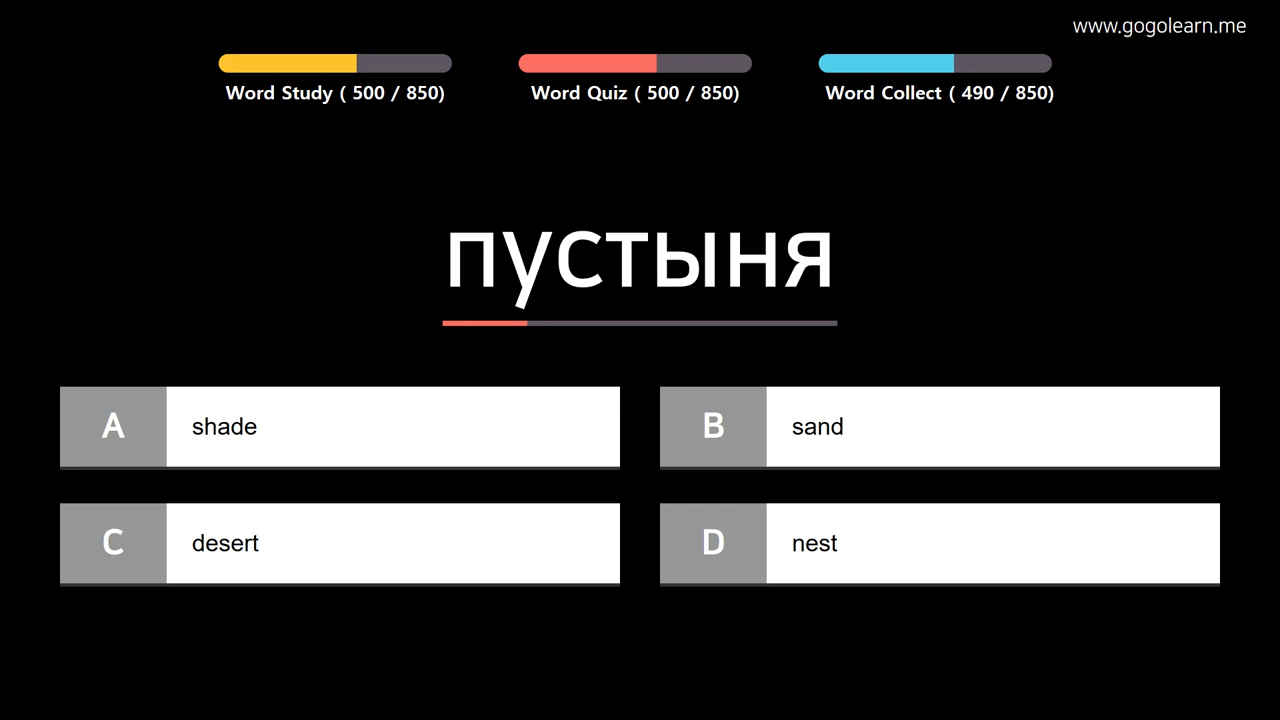 www.gogolearn.me
Word Study ( 500 / 850)
Word Quiz ( 500 / 850)
Word Collect ( 490 / 850)
пустыня
A shade
B sand
C desert
D nest